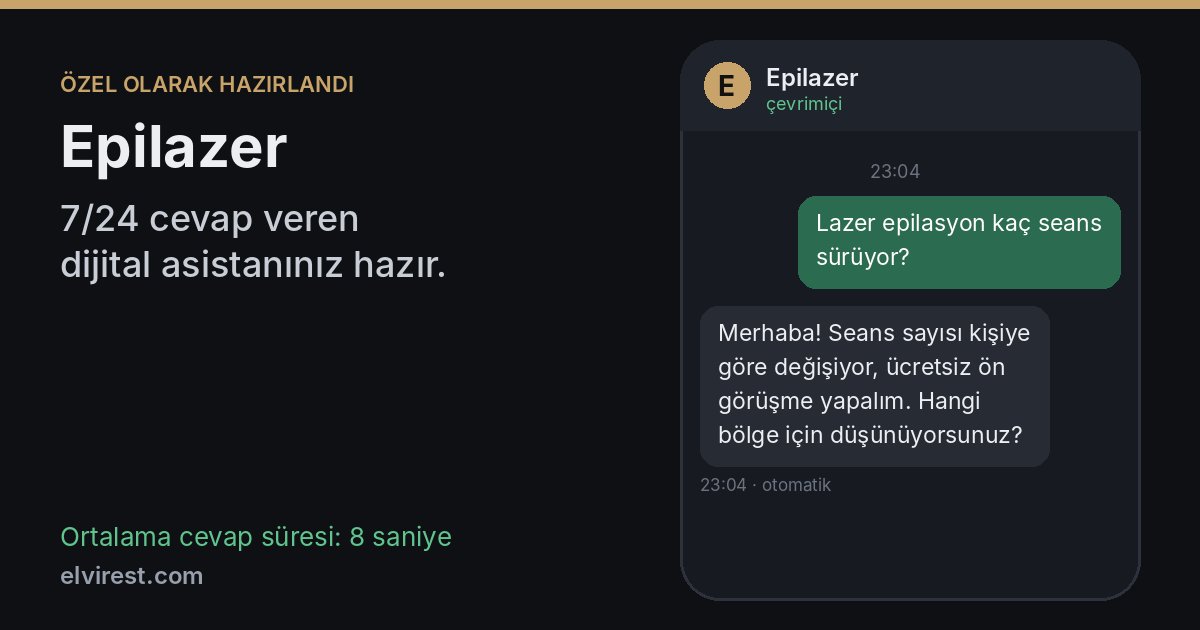 ÖZEL OLARAK HAZIRLANDI
Epilazer
7/24 cevap veren
dijital asistanınız hazır.
Ortalama cevap süresi: 8 saniye
elvirest.com
E
Epilazer
çevrimiçi
23:04
Lazer epilasyon kaç seans
sürüyor?
Merhaba! Seans sayısı kişiye
göre değişiyor, ücretsiz ön
görüşme yapalım. Hangi
bölge için düşünüyorsunuz?
23:04 · otomatik